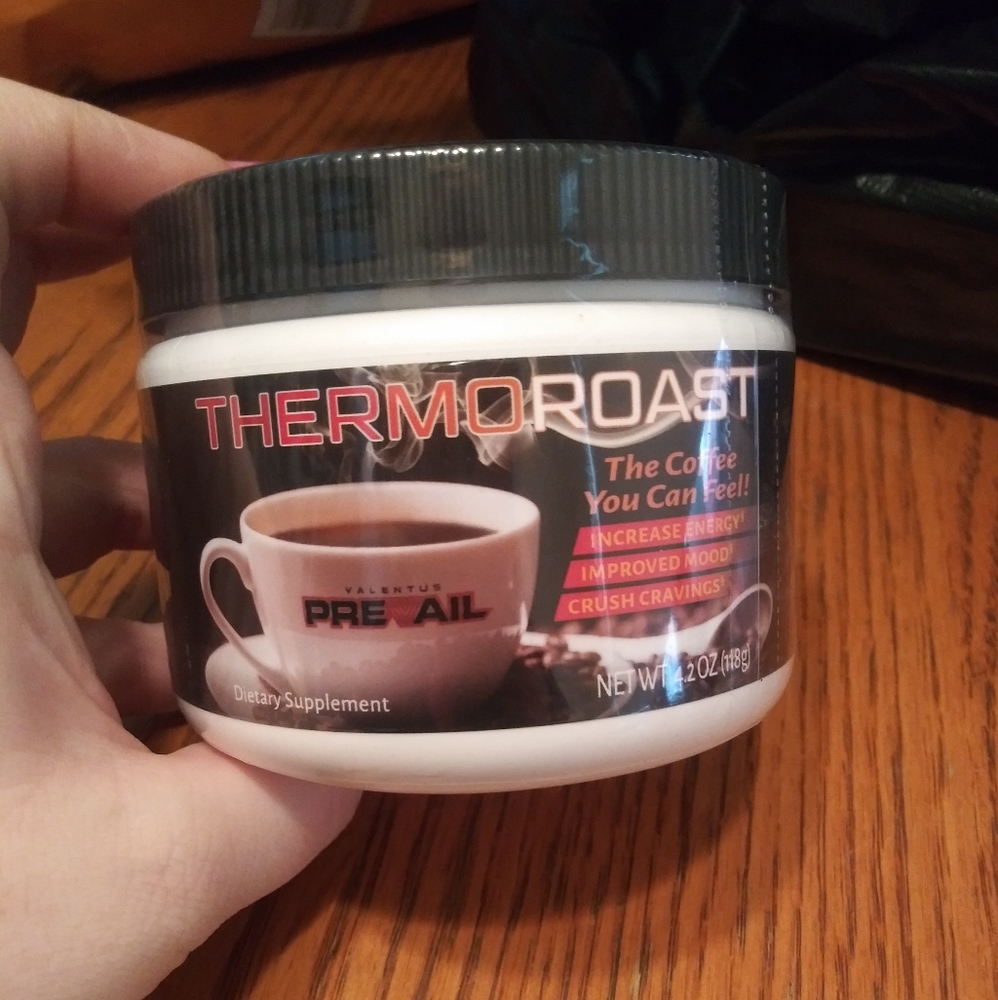 THERMOROAST
The Coffee
You Can Feel!
INCREASE ENERGY!
IMPROVED MOOD!
CRUSH CRAVINGS!
VALENTUS
PREVAIL
Dietary Supplement
NET WT 4.2 OZ (118g)